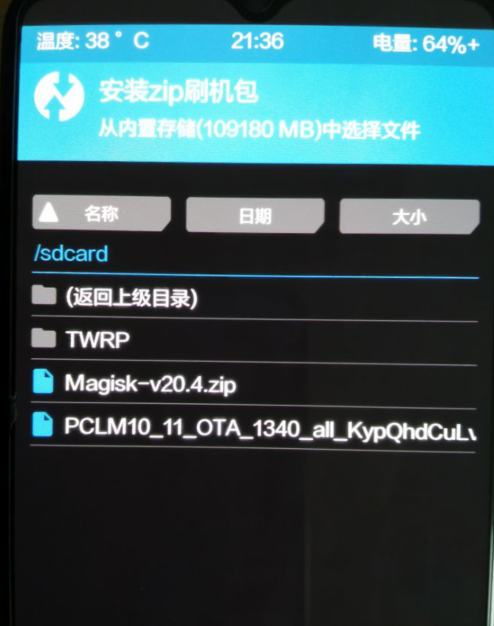 温度: 38 ° C 21:36 电量: 64%+
安装zip刷机包
从内置存储(109180 MB)中选择文件
名称 日期 大小
/sdcard
(返回上级目录)
TWRP
Magisk-v20.4.zip
PCLM10_11_OTA_1340_all_KypQhdCuLv